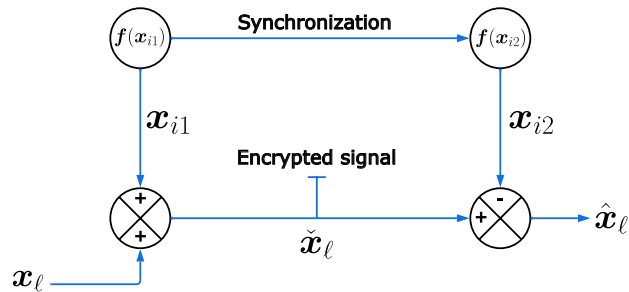 Synchronization
f(x_{i1})
f(x_{i2})
x_{i1}
x_{i2}
Encrypted signal
+
-
+
+
x̌_ℓ
x̂_ℓ
x_ℓ